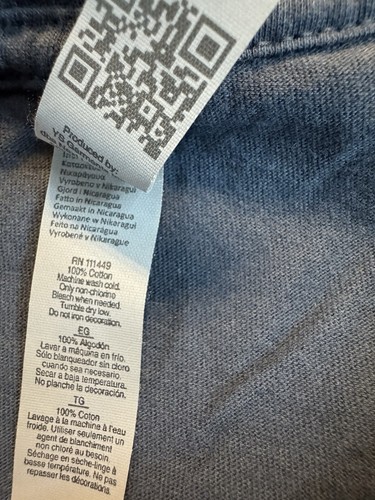 Produced by:
Vyrobeno v Nikaragui
Gjord i Nicaragua
Fatto in Nicaragua
Gemaakt in Nicaragua
Wykonane w Nikaragui
Feito na Nicarágua
Vyrobené v Nikarague
RN 111449
100% Cotton
Machine wash cold.
Only non-chlorine
Bleach when needed.
Tumble dry low.
Do not iron decoration.
EG
100% Algodón
Lavar a máquina en frío.
Sólo blanqueador sin cloro
cuando sea necesario.
Secar a baja temperatura.
No planche la decoración.
TG
100% Coton
Lavage à la machine à l'eau
froide. Utiliser seulement un
agent de blanchiment
non chloré au besoin.
Séchage en sèche-linge à
basse température. Ne pas
repasser les décorations.